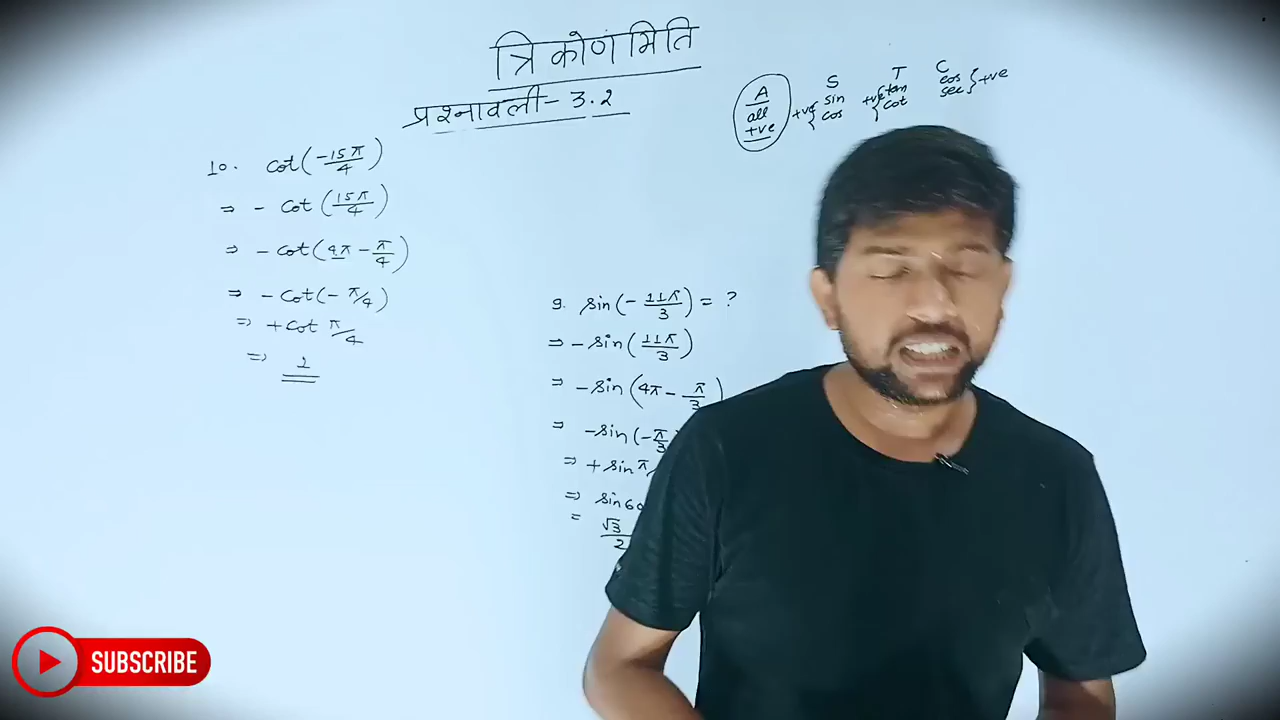 त्रिकोणमिति
प्रश्नावली- 3.2
A S T C
all +ve { sin +ve { tan cos } +ve
+ve cos cot sec
10. cot(-15π/4)
⇒ - cot (15π/4)
⇒ - cot(4π - π/4)
⇒ - cot(-π/4)
⇒ + cot π/4
⇒ 1
9. sin(-11π/3) = ?
⇒ - sin(11π/3)
⇒ - sin(4π - π/3)
⇒ - sin(-π/3
⇒ + sin π
⇒ sin 60
= √3/2
SUBSCRIBE